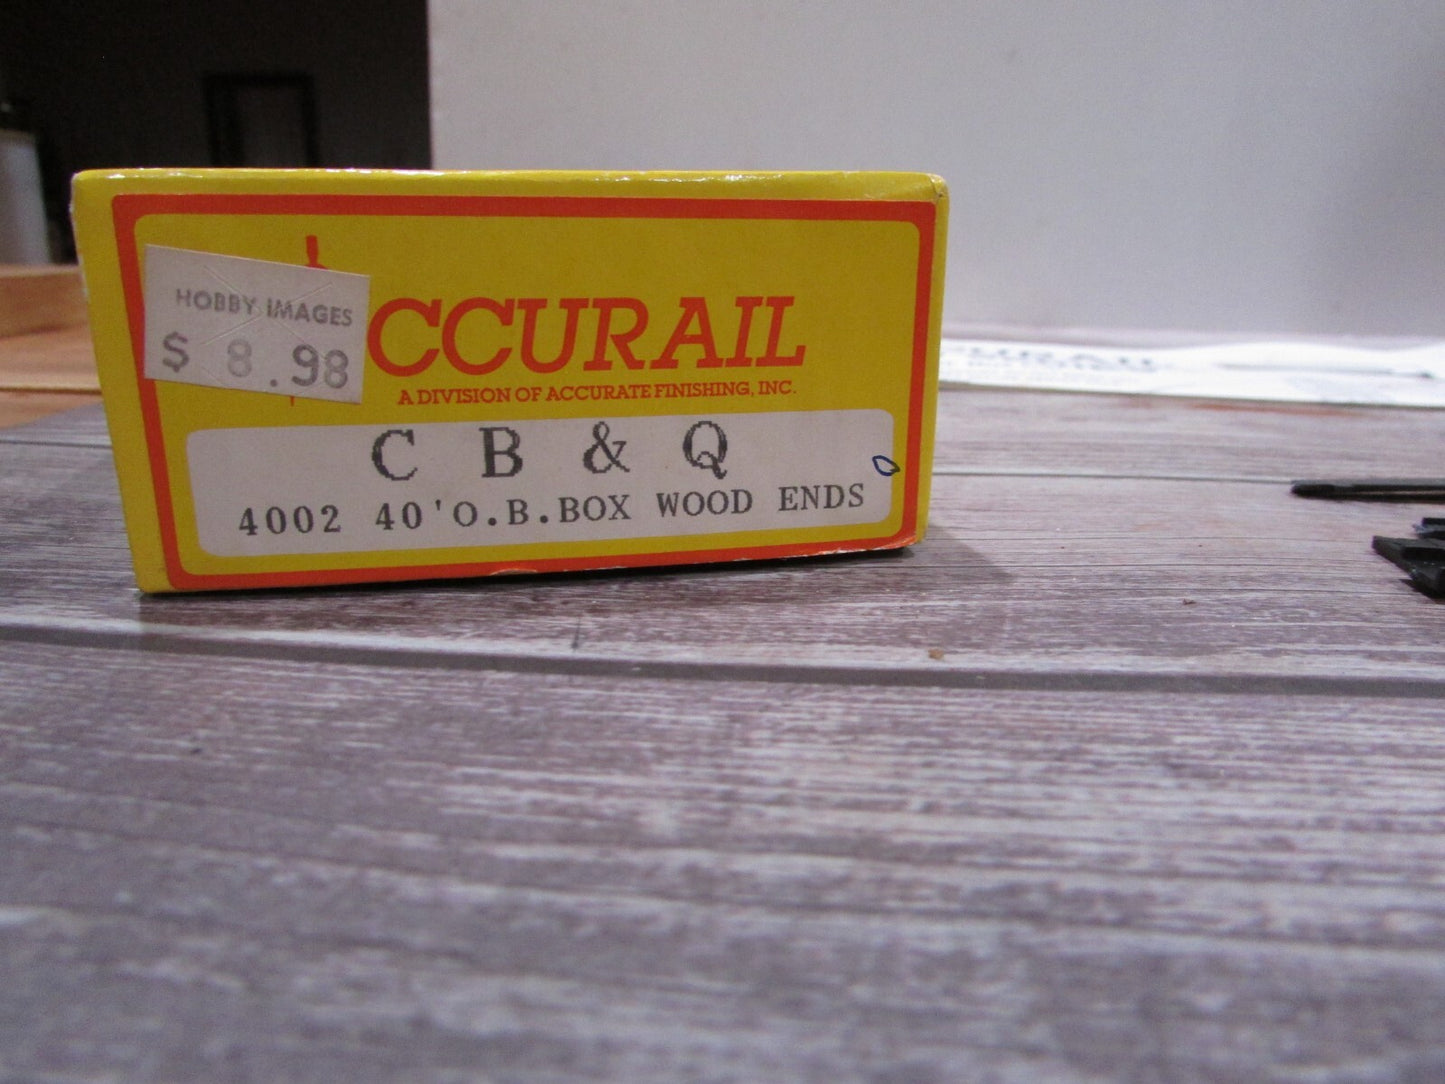 HOBBY IMAGES
$ 8.98
CCURAIL
A DIVISION OF ACCURATE FINISHING, INC.
C B & Q
4002 40'O.B.BOX WOOD ENDS